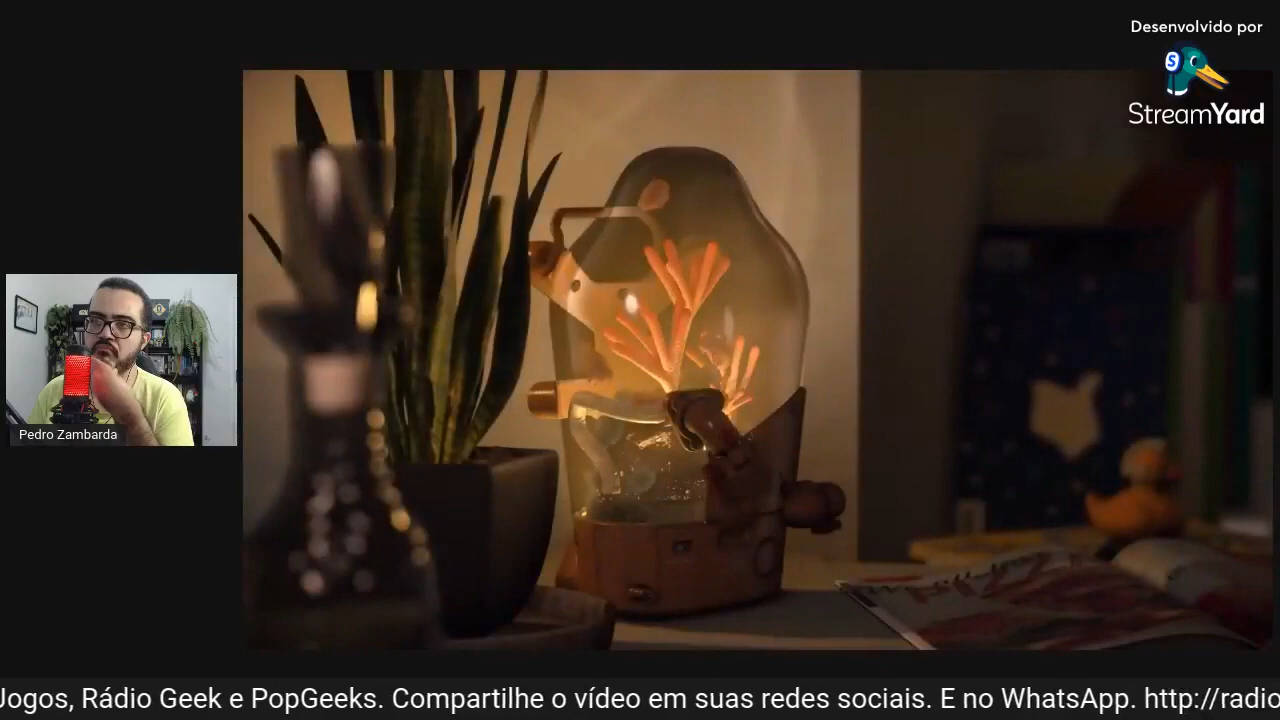 Desenvolvido por
StreamYard
Pedro Zambarda
Jogos, Rádio Geek e PopGeeks. Compartilhe o vídeo em suas redes sociais. E no WhatsApp. http://radio